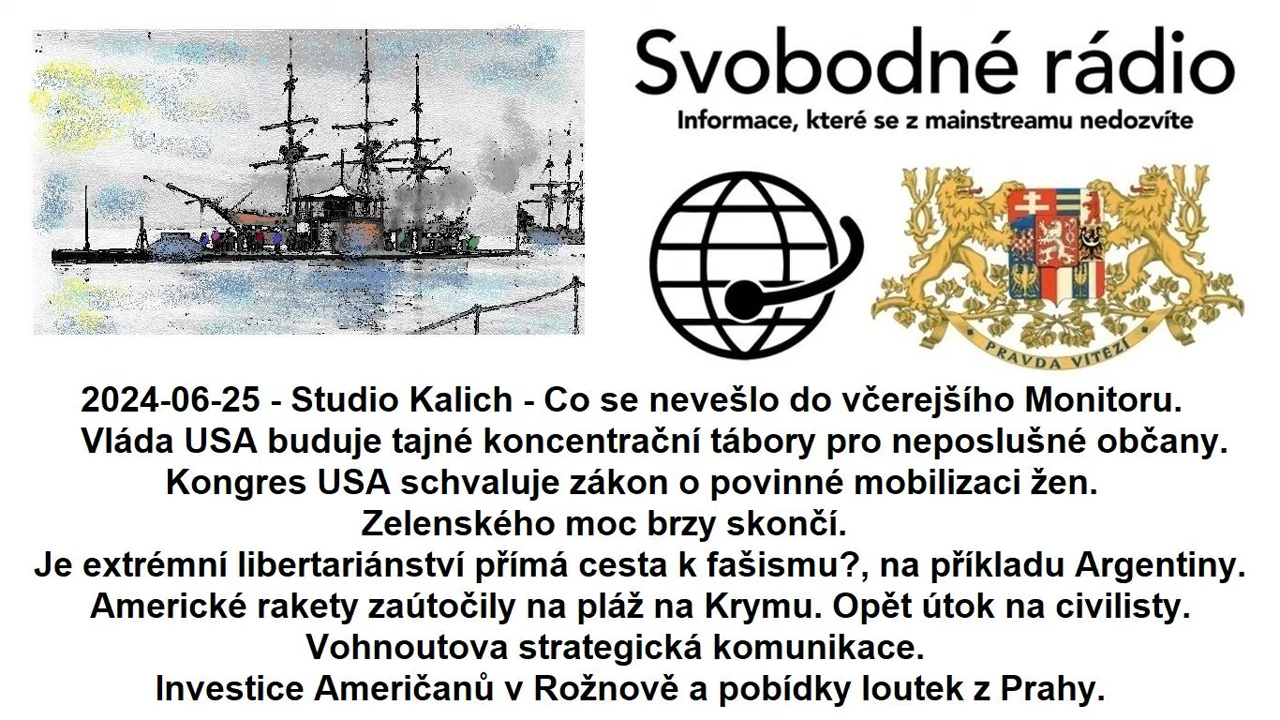 Svobodné rádio
Informace, které se z mainstreamu nedozvíte
PRAVDA VÍTĚZÍ
2024-06-25 - Studio Kalich - Co se nevešlo do včerejšího Monitoru.
Vláda USA buduje tajné koncentrační tábory pro neposlušné občany.
Kongres USA schvaluje zákon o povinné mobilizaci žen.
Zelenského moc brzy skončí.
Je extrémní libertariánství přímá cesta k fašismu?, na příkladu Argentiny.
Americké rakety zaútočily na pláž na Krymu. Opět útok na civilisty.
Vohnoutova strategická komunikace.
Investice Američanů v Rožnově a pobídky loutek z Prahy.